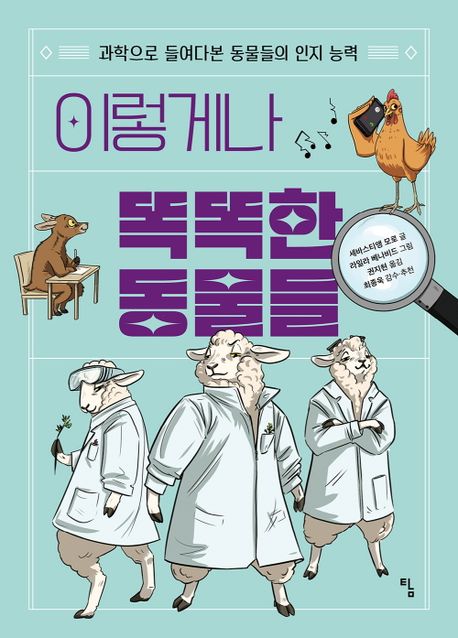 과학으로 들여다본 동물들의 인지 능력
이렇게나
똑똑한
동물들
세바스티앙 모로 글
라일라 베나비드 그림
권지현 옮김
최종욱 감수·추천
탐